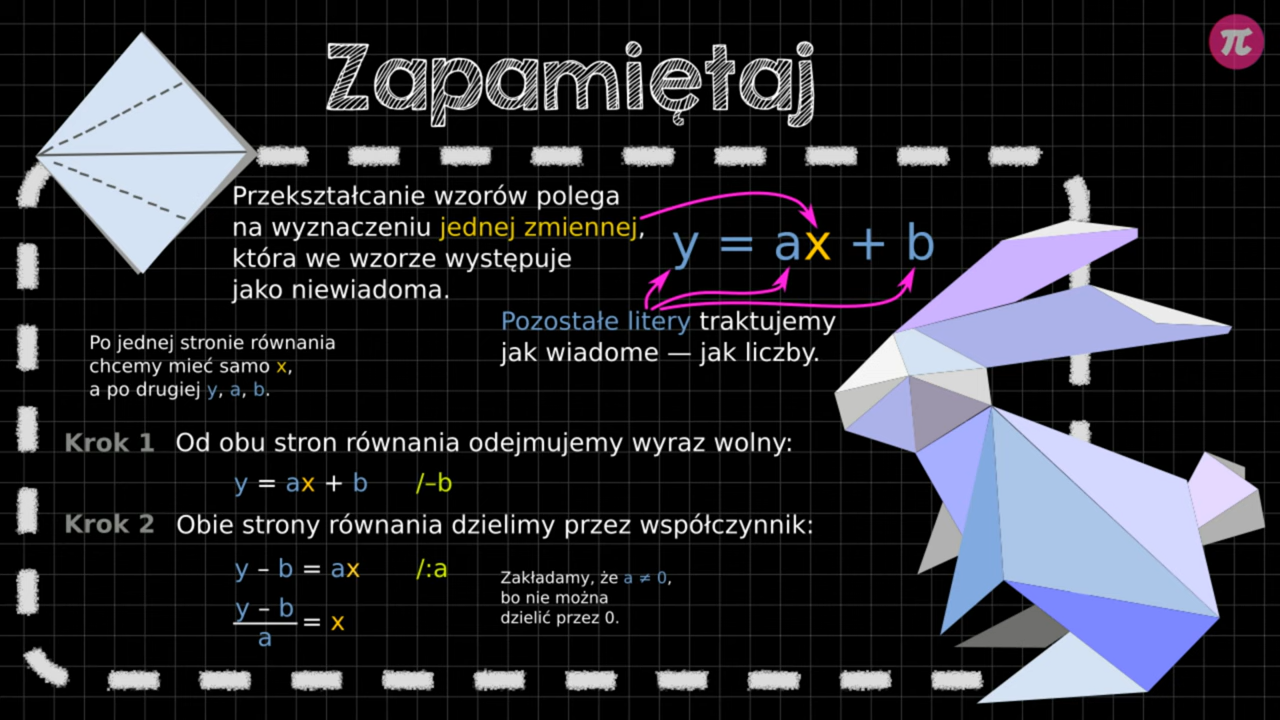 π
Zapamiętaj
Przekształcanie wzorów polega
na wyznaczeniu jednej zmiennej,
która we wzorze występuje
jako niewiadoma.
y = ax + b
Pozostałe litery traktujemy
jak wiadome — jak liczby.
Po jednej stronie równania
chcemy mieć samo x,
a po drugiej y, a, b.
Krok 1 Od obu stron równania odejmujemy wyraz wolny:
y = ax + b /–b
Krok 2 Obie strony równania dzielimy przez współczynnik:
y – b = ax /:a
y – b
= x
a
Zakładamy, że a ≠ 0,
bo nie można
dzielić przez 0.